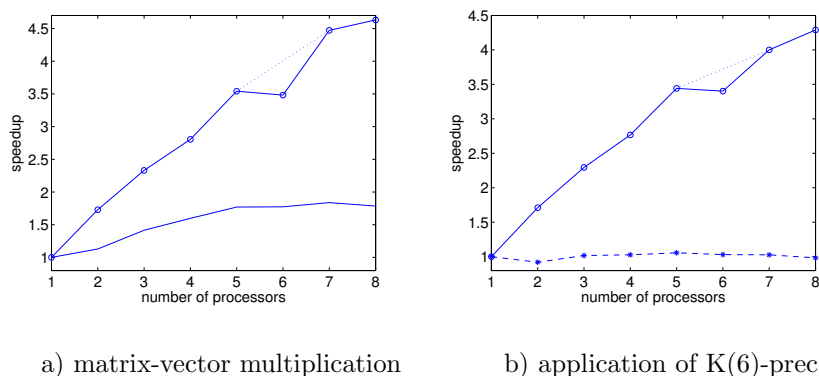 4.5
4
3.5
3
2.5
2
1.5
1
speedup
1 2 3 4 5 6 7 8
number of processors
a) matrix-vector multiplication
4.5
4
3.5
3
2.5
2
1.5
1
speedup
1 2 3 4 5 6 7 8
number of processors
b) application of K(6)-prec